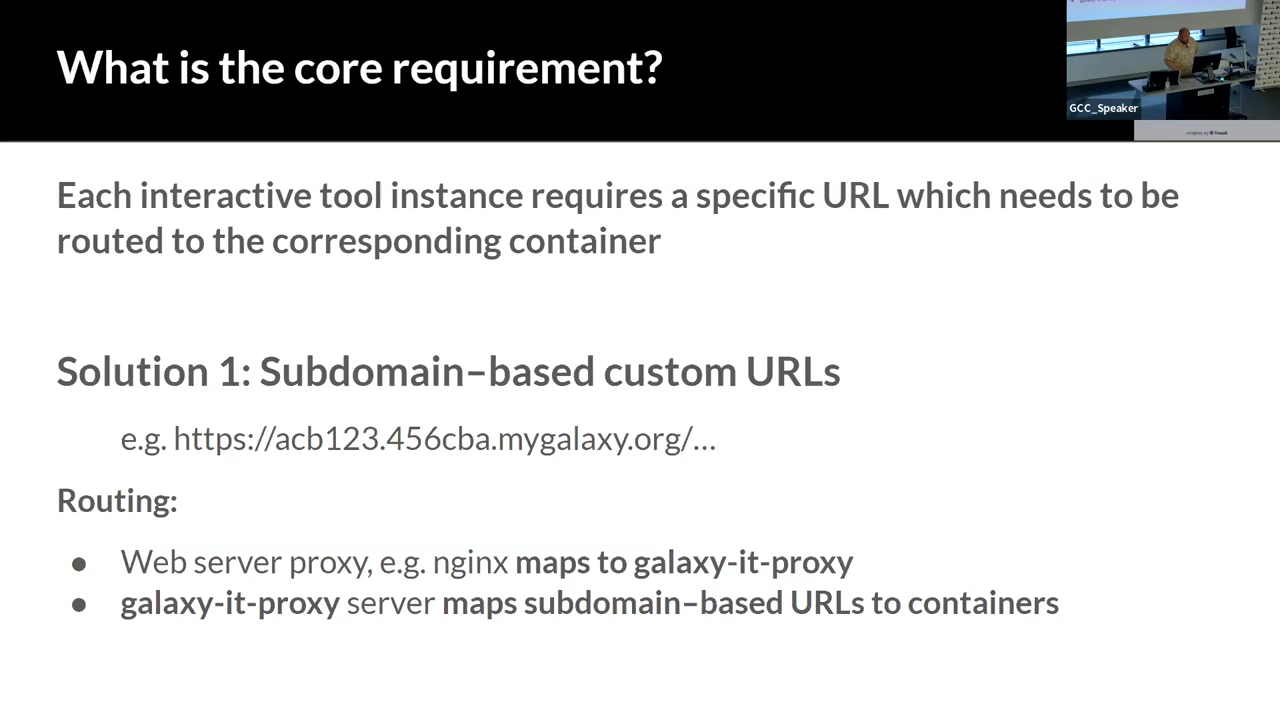 What is the core requirement?
GCC_Speaker
Each interactive tool instance requires a specific URL which needs to be
routed to the corresponding container
Solution 1: Subdomain–based custom URLs
e.g. https://acb123.456cba.mygalaxy.org/...
Routing:
● Web server proxy, e.g. nginx maps to galaxy-it-proxy
● galaxy-it-proxy server maps subdomain–based URLs to containers